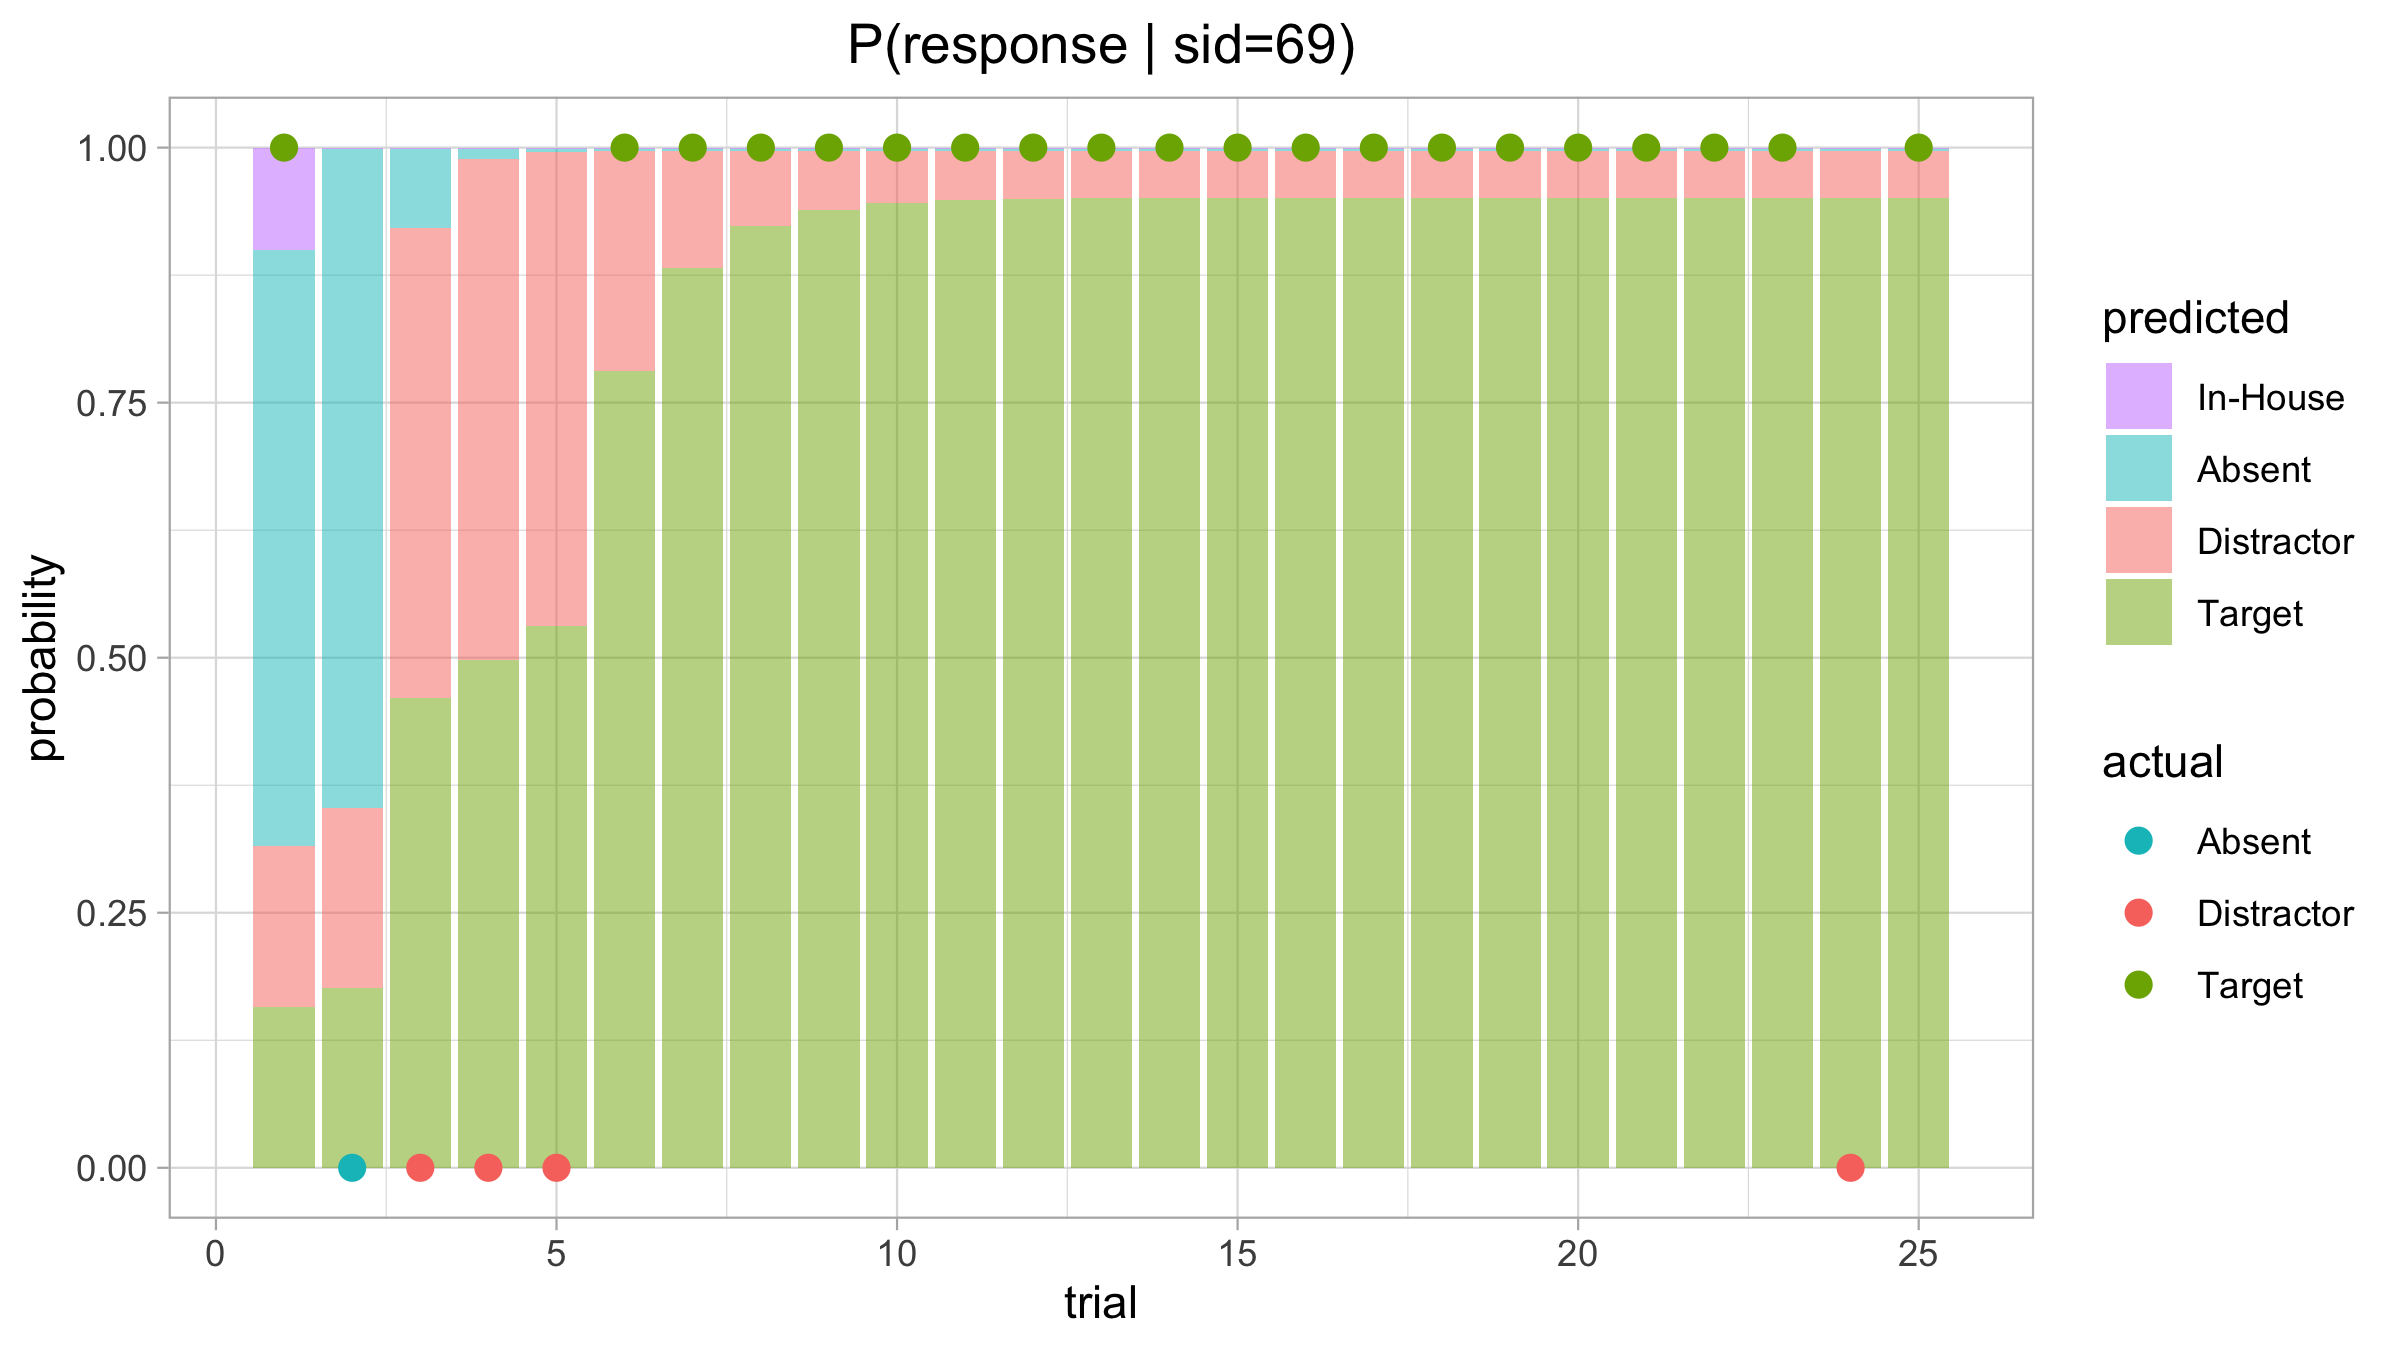 P(response | sid=69)
1.00
0.75
0.50
0.25
0.00
probability
0 5 10 15 20 25
trial
predicted
In-House
Absent
Distractor
Target
actual
Absent
Distractor
Target